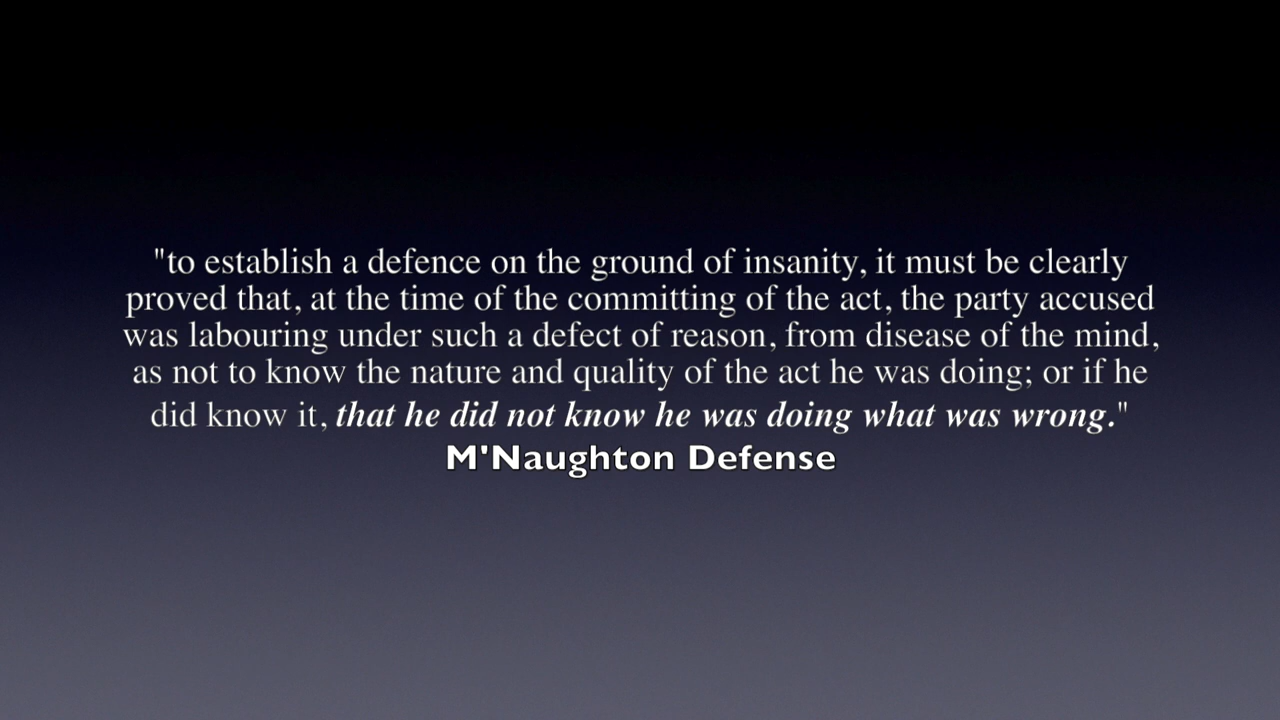 "to establish a defence on the ground of insanity, it must be clearly
proved that, at the time of the committing of the act, the party accused
was labouring under such a defect of reason, from disease of the mind,
as not to know the nature and quality of the act he was doing; or if he
did know it, that he did not know he was doing what was wrong."
M'Naughton Defense